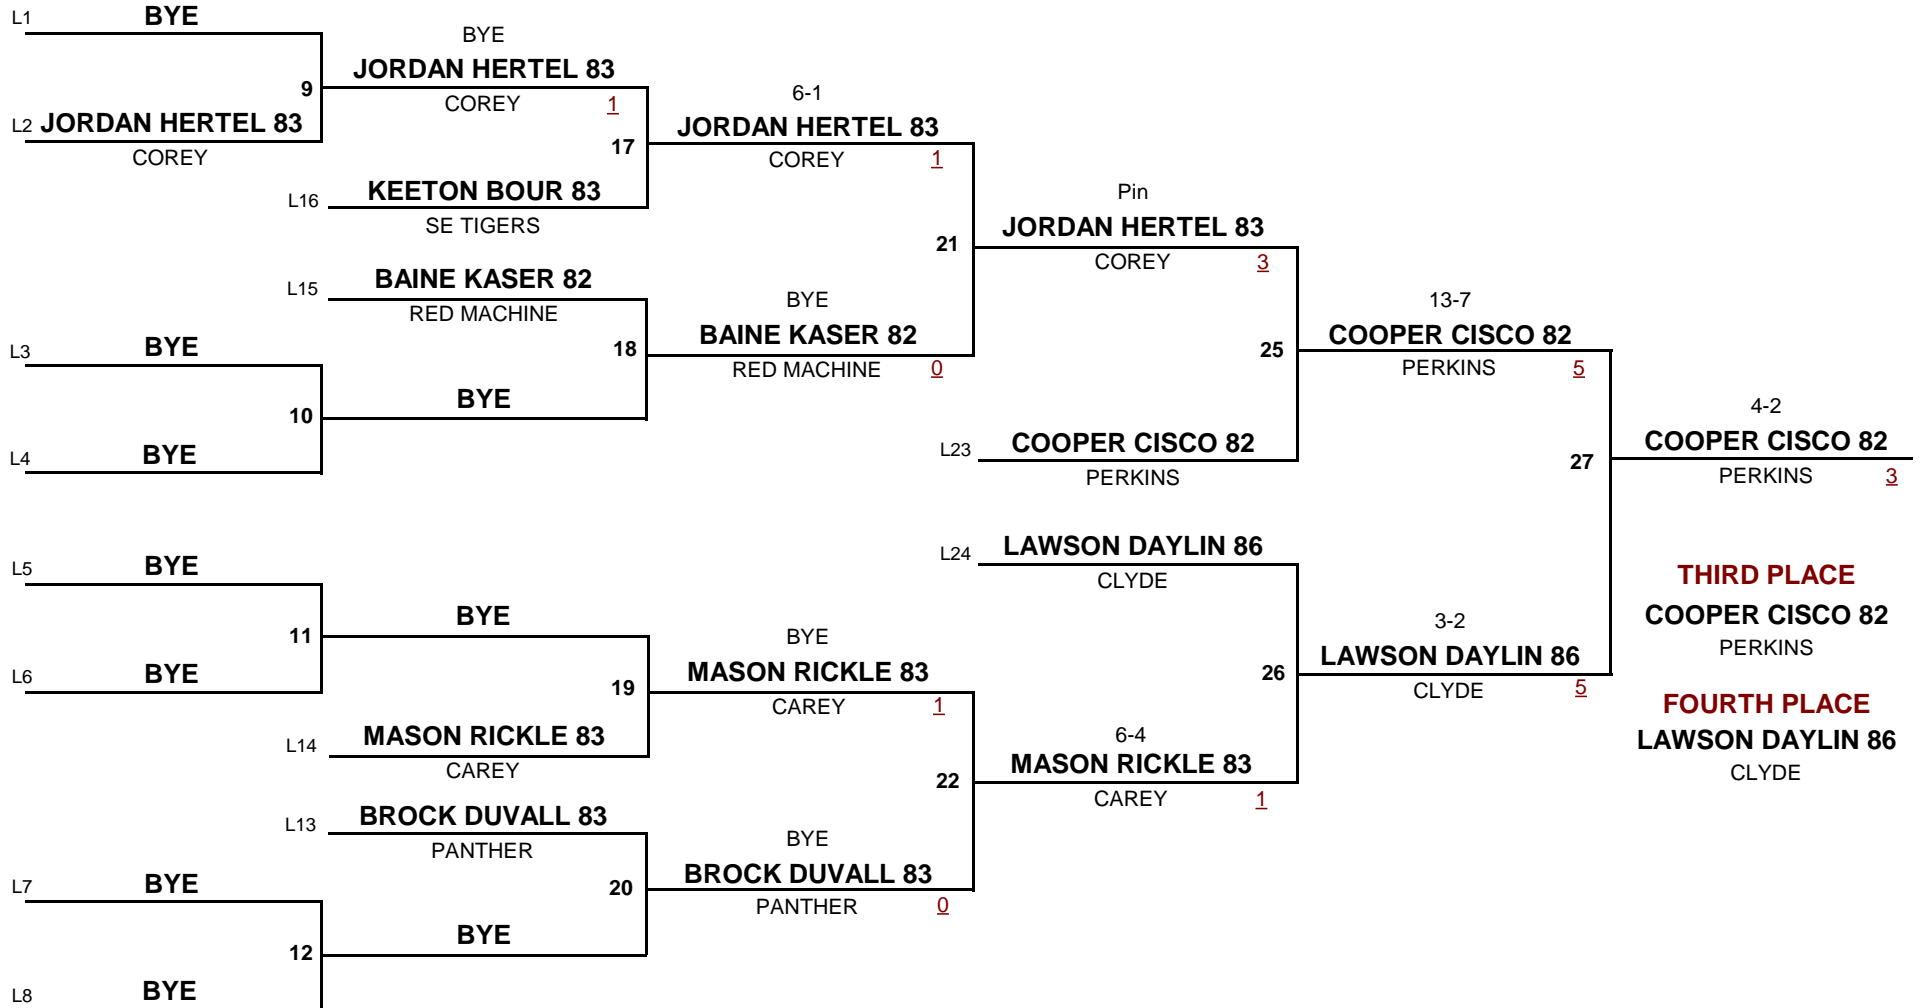 L1 BYE
BYE
JORDAN HERTEL 83
9
COREY 1
L2 JORDAN HERTEL 83
COREY
6-1
JORDAN HERTEL 83
17
COREY 1
L16 KEETON BOUR 83
SE TIGERS
Pin
JORDAN HERTEL 83
21
COREY 3
L15 BAINE KASER 82
RED MACHINE
BYE
BAINE KASER 82
18
RED MACHINE 0
L3 BYE
10
BYE
L4 BYE
13-7
COOPER CISCO 82
25
PERKINS 5
L23 COOPER CISCO 82
PERKINS
4-2
COOPER CISCO 82
27
PERKINS 3
L24 LAWSON DAYLIN 86
CLYDE
L5 BYE
11
BYE
L6 BYE
BYE
MASON RICKLE 83
19
CAREY 1
L14 MASON RICKLE 83
CAREY
3-2
LAWSON DAYLIN 86
26
CLYDE 5
6-4
MASON RICKLE 83
22
CAREY 1
L13 BROCK DUVALL 83
PANTHER
BYE
BROCK DUVALL 83
20
PANTHER 0
L7 BYE
12
BYE
L8 BYE
THIRD PLACE
COOPER CISCO 82
PERKINS
FOURTH PLACE
LAWSON DAYLIN 86
CLYDE